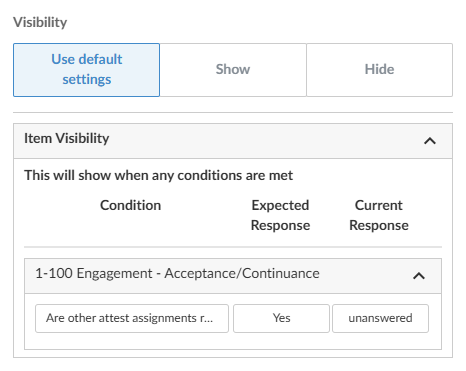 Visibility
Use default
settings
Show
Hide
Item Visibility
This will show when any conditions are met
Condition
Expected
Response
Current
Response
1-100 Engagement - Acceptance/Continuance
Are other attest assignments r...
Yes
unanswered